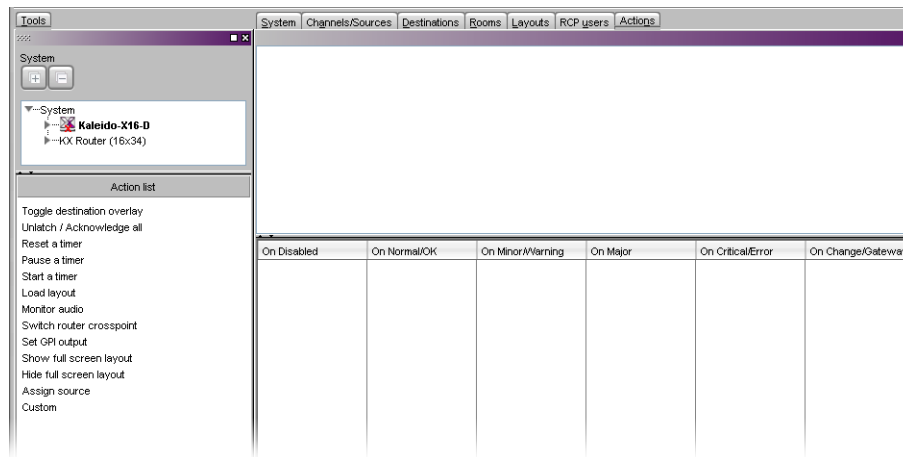 Tools
System Channels/Sources Destinations Rooms Layouts RCP users Actions
System
System
Kaleido-X16-D
KX Router (16x34)
Action list
Toggle destination overlay
Unlatch / Acknowledge all
Reset a timer
Pause a timer
Start a timer
Load layout
Monitor audio
Switch router crosspoint
Set GPI output
Show full screen layout
Hide full screen layout
Assign source
Custom
On Disabled On Normal/OK On Minor/Warning On Major On Critical/Error On Change/Gatewa